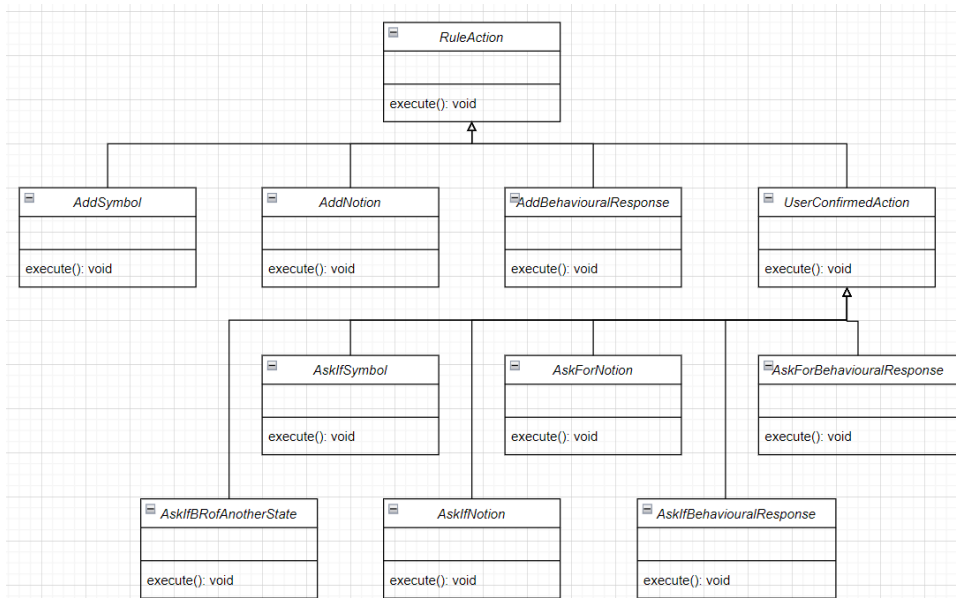 RuleAction
execute(): void
AddSymbol
execute(): void
AddNotion
execute(): void
AddBehaviouralResponse
execute(): void
UserConfirmedAction
execute(): void
AskIfSymbol
execute(): void
AskForNotion
execute(): void
AskForBehaviouralResponse
execute(): void
AskIfBRofAnotherState
execute(): void
AskIfNotion
execute(): void
AskIfBehaviouralResponse
execute(): void